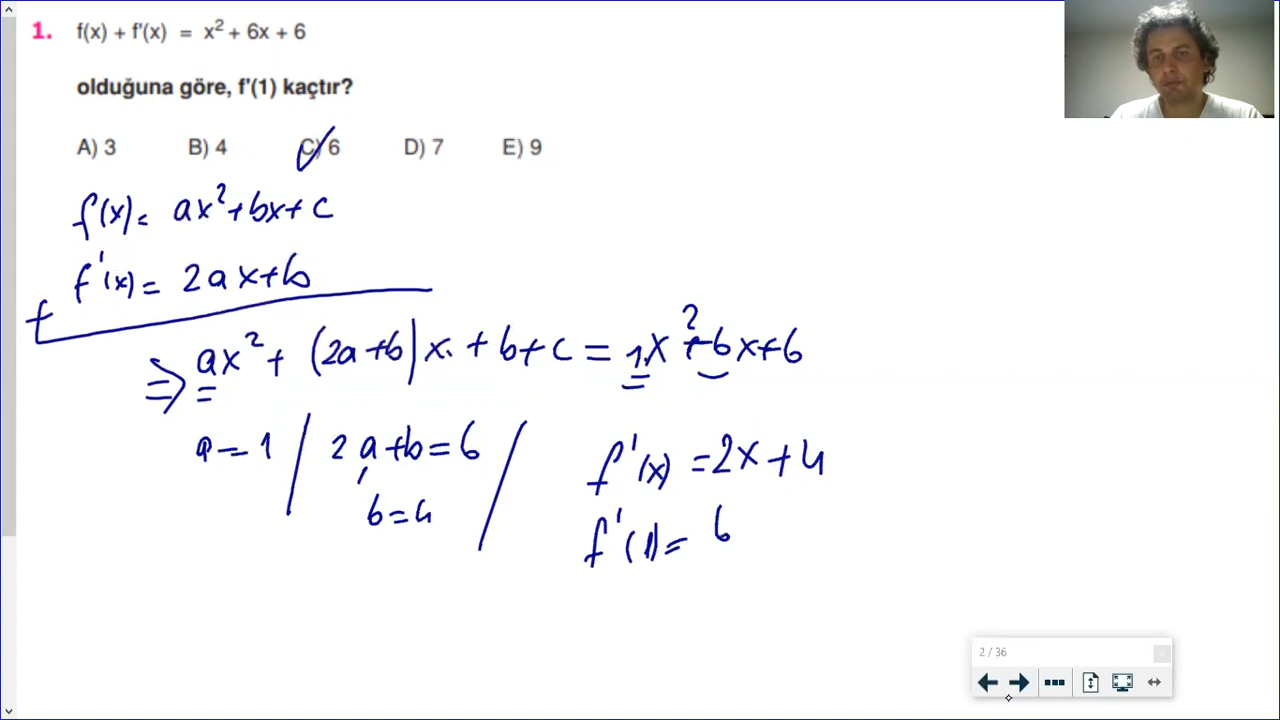 1. f(x) + f'(x) = x² + 6x + 6
olduğuna göre, f'(1) kaçtır?
A) 3 B) 4 C) 6 D) 7 E) 9
f(x) = ax² + bx + c
f'(x) = 2ax + b
+
⇒ ax² + (2a+b)x + b + c = 1x² + 6x + 6
a = 1 / 2a + b = 6 / f'(x) = 2x + 4
b = 4
f'(1) = 6
2 / 36